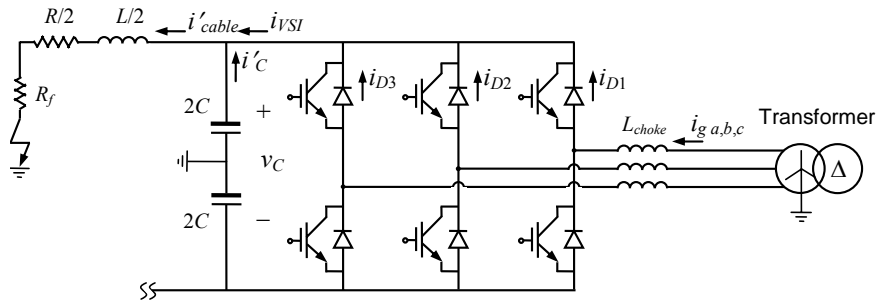 R/2 L/2 i′cable iVSI
i′C
Rf
2C +
vC
2C −
iD3 iD2 iD1
Lchoke ig a,b,c Transformer
Δ